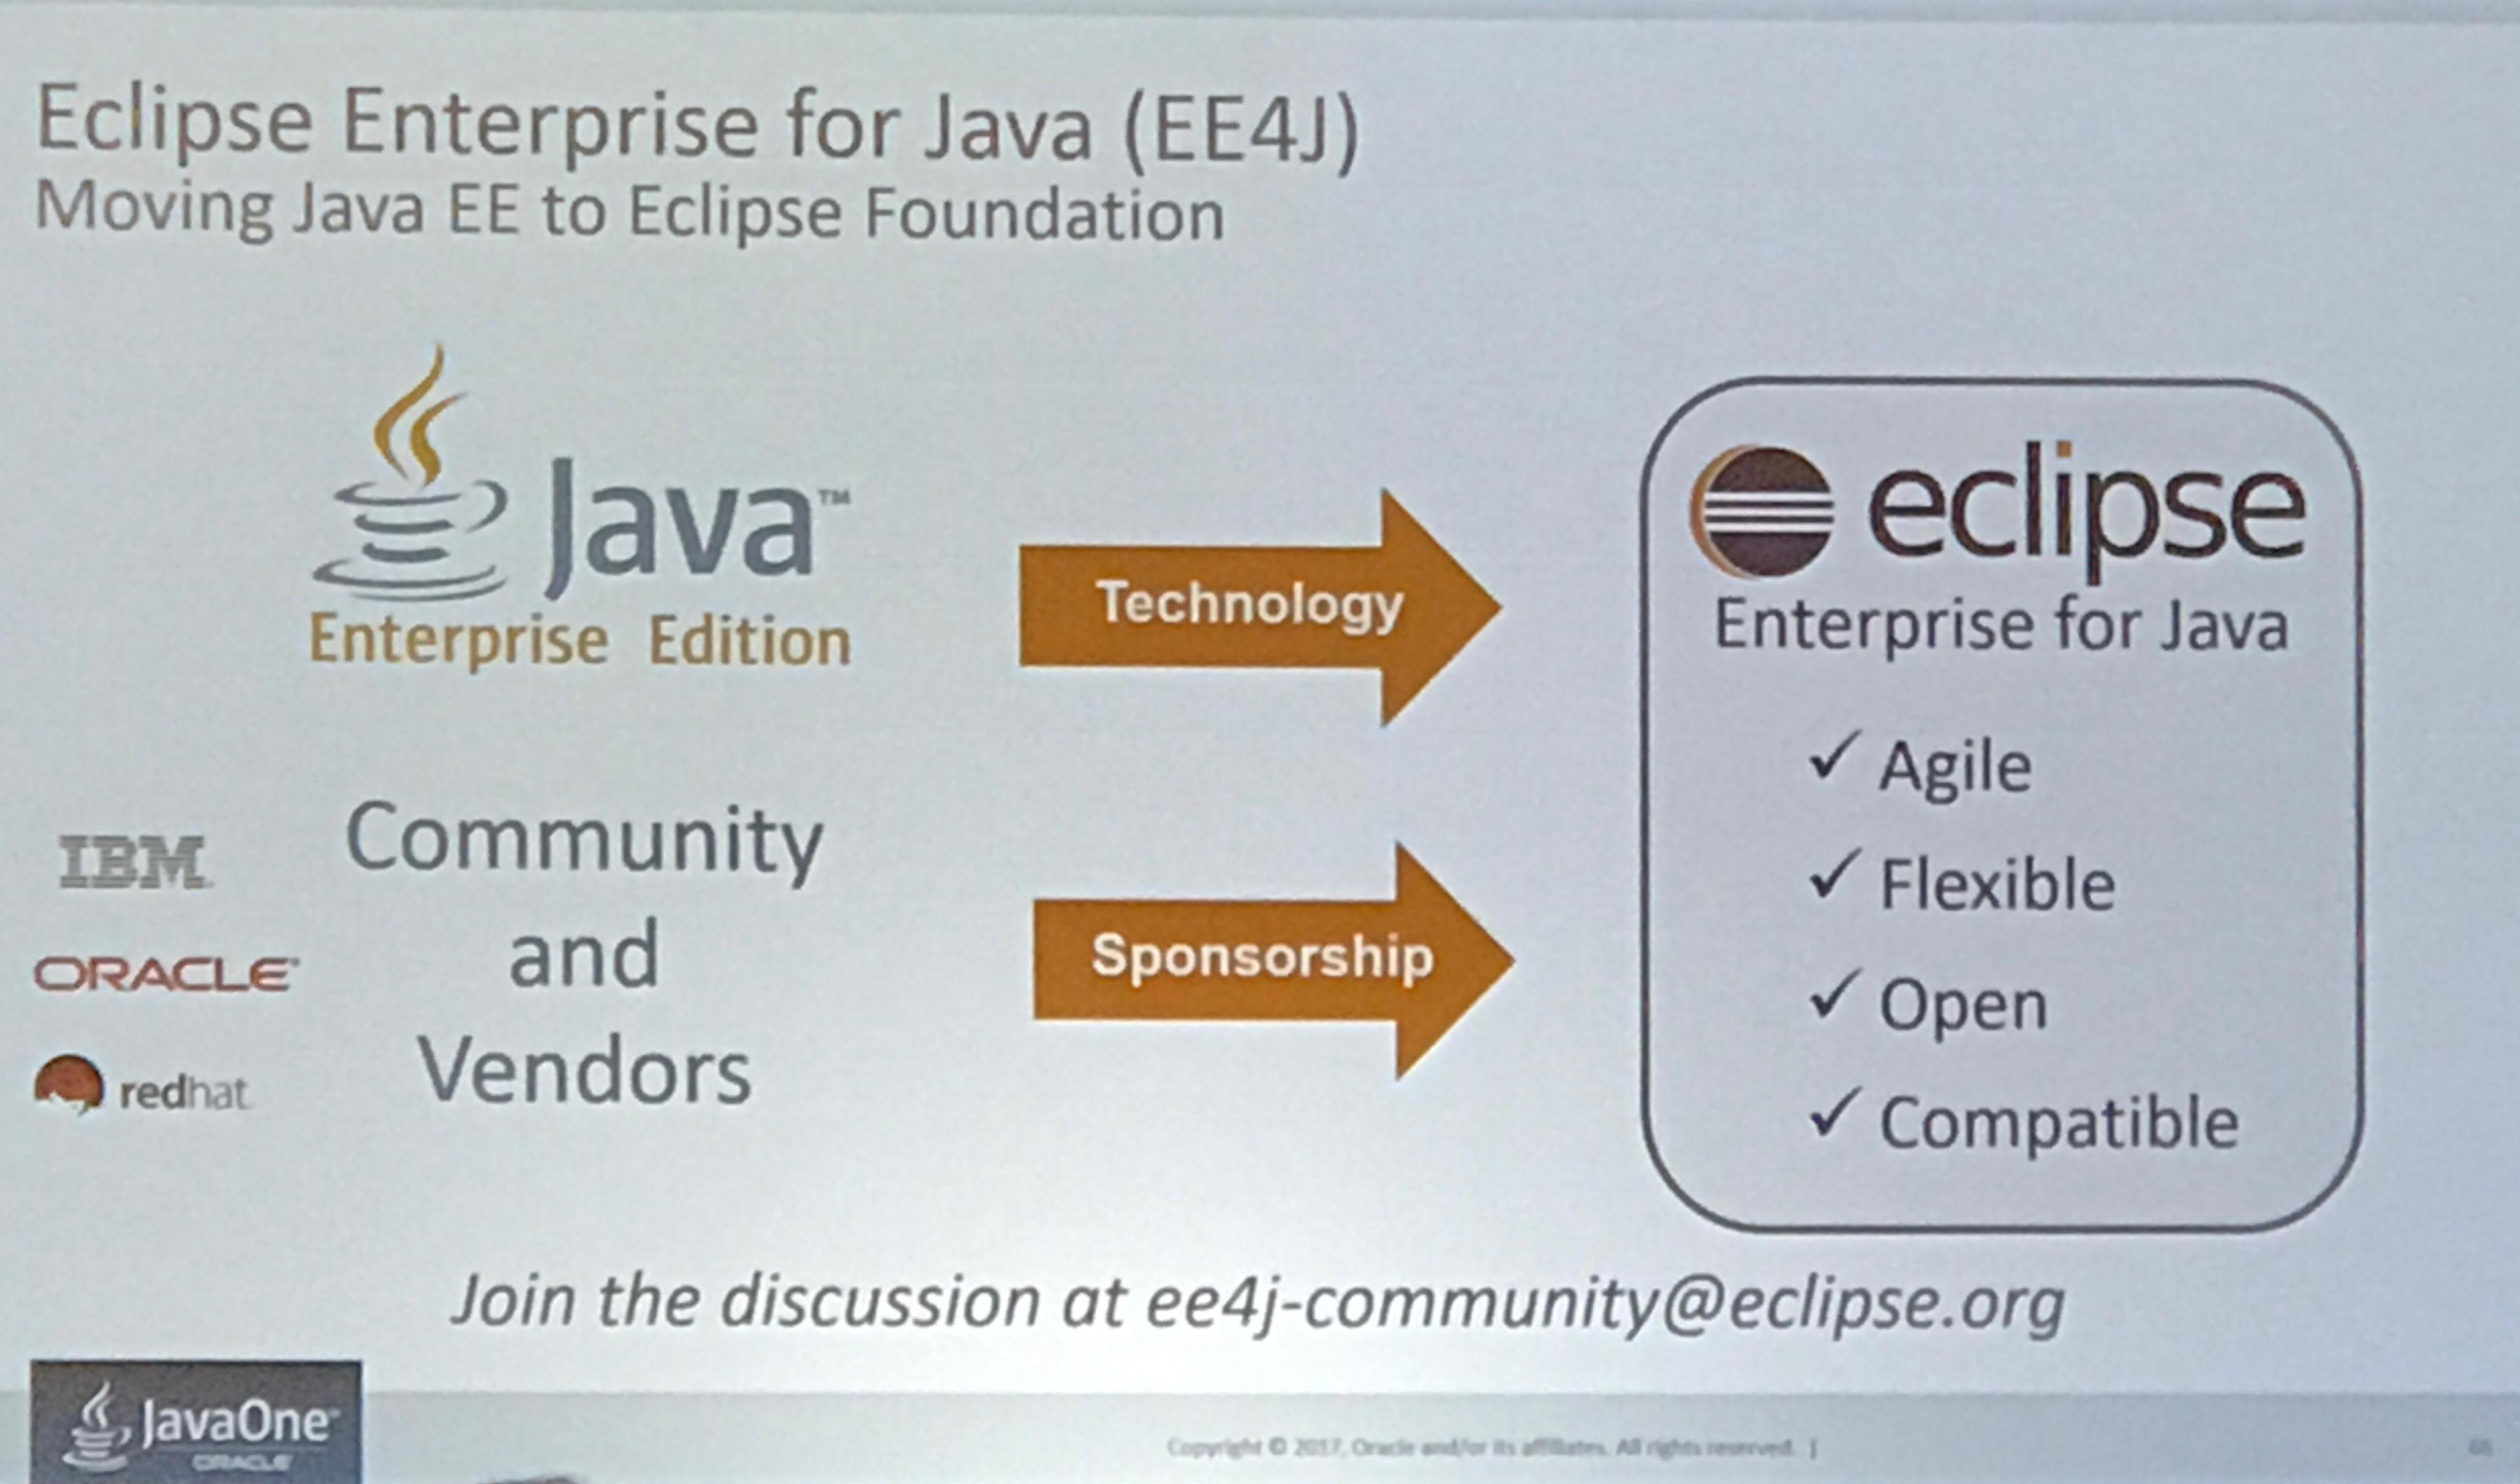 Eclipse Enterprise for Java (EE4J)
Moving Java EE to Eclipse Foundation
Java™
Enterprise Edition
Technology
eclipse
Enterprise for Java
✓ Agile
✓ Flexible
✓ Open
✓ Compatible
IBM
ORACLE
redhat
Community
and
Vendors
Sponsorship
Join the discussion at ee4j-community@eclipse.org
JavaOne
ORACLE
Copyright © 2017, Oracle and/or its affiliates. All rights reserved. |